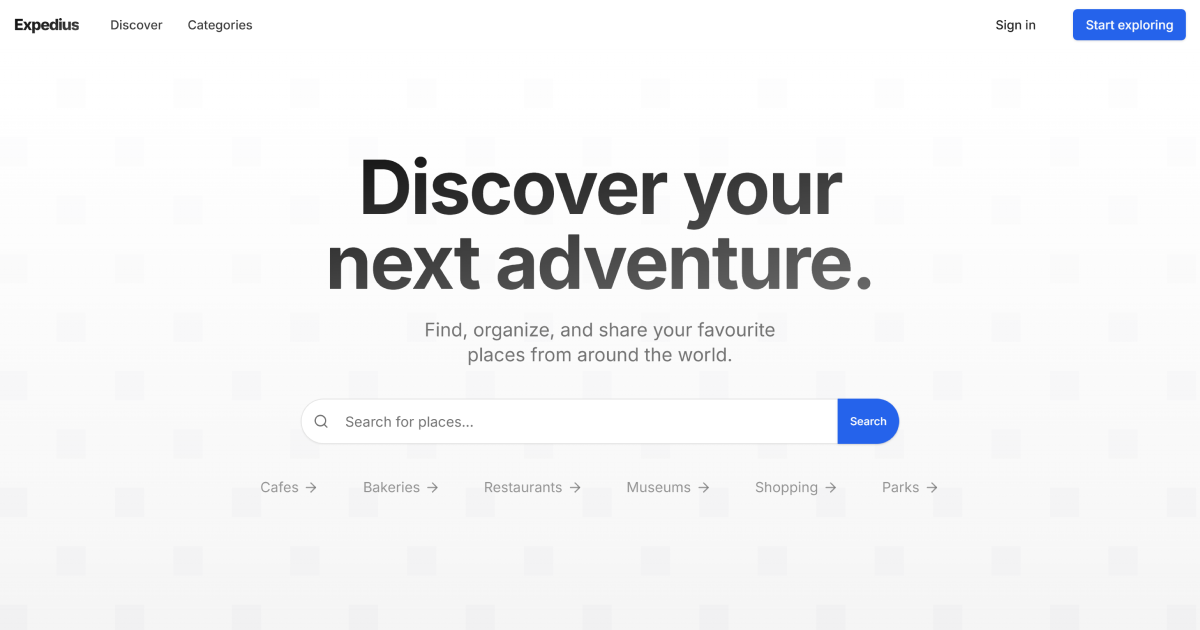 Expedius Discover Categories Sign in Start exploring
Discover your
next adventure.
Find, organize, and share your favourite
places from around the world.
Search for places... Search
Cafes → Bakeries → Restaurants → Museums → Shopping → Parks →